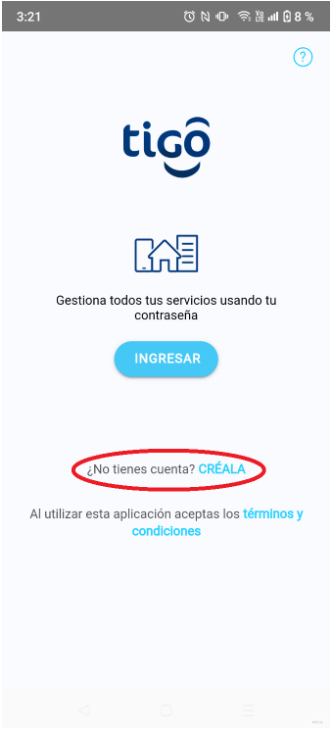 3:21
8 %
?
tigo
Gestiona todos tus servicios usando tu
contraseña
INGRESAR
¿No tienes cuenta? CRÉALA
Al utilizar esta aplicación aceptas los términos y
condiciones